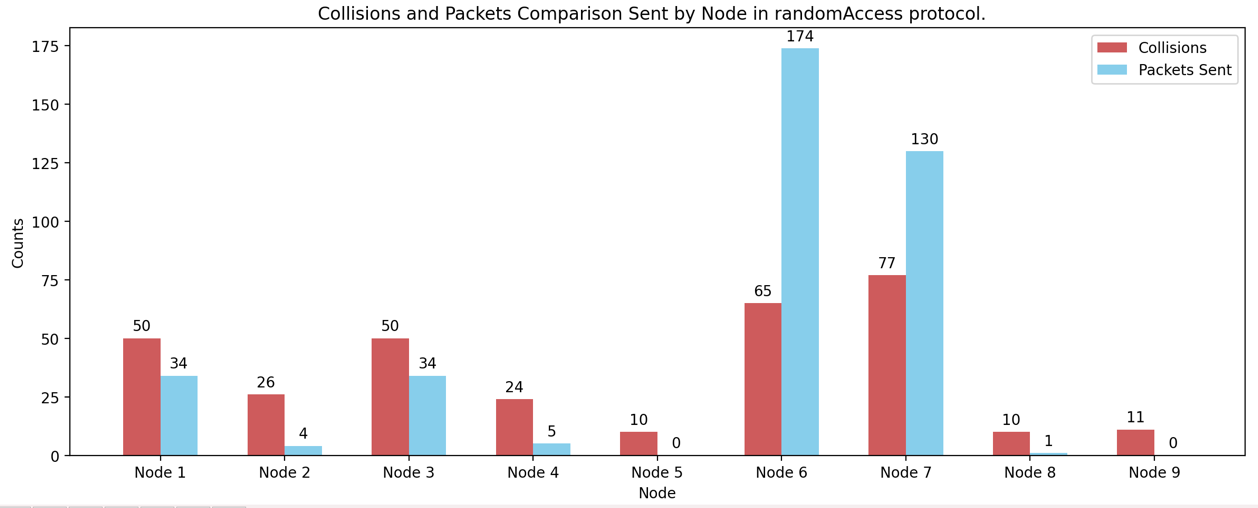 Collisions and Packets Comparison Sent by Node in randomAccess protocol.
Collisions
Packets Sent
Counts
175
150
125
100
75
50
25
0
50
34
26
4
50
34
24
5
10
0
65
174
77
130
10
1
11
0
Node 1
Node 2
Node 3
Node 4
Node 5
Node 6
Node 7
Node 8
Node 9
Node